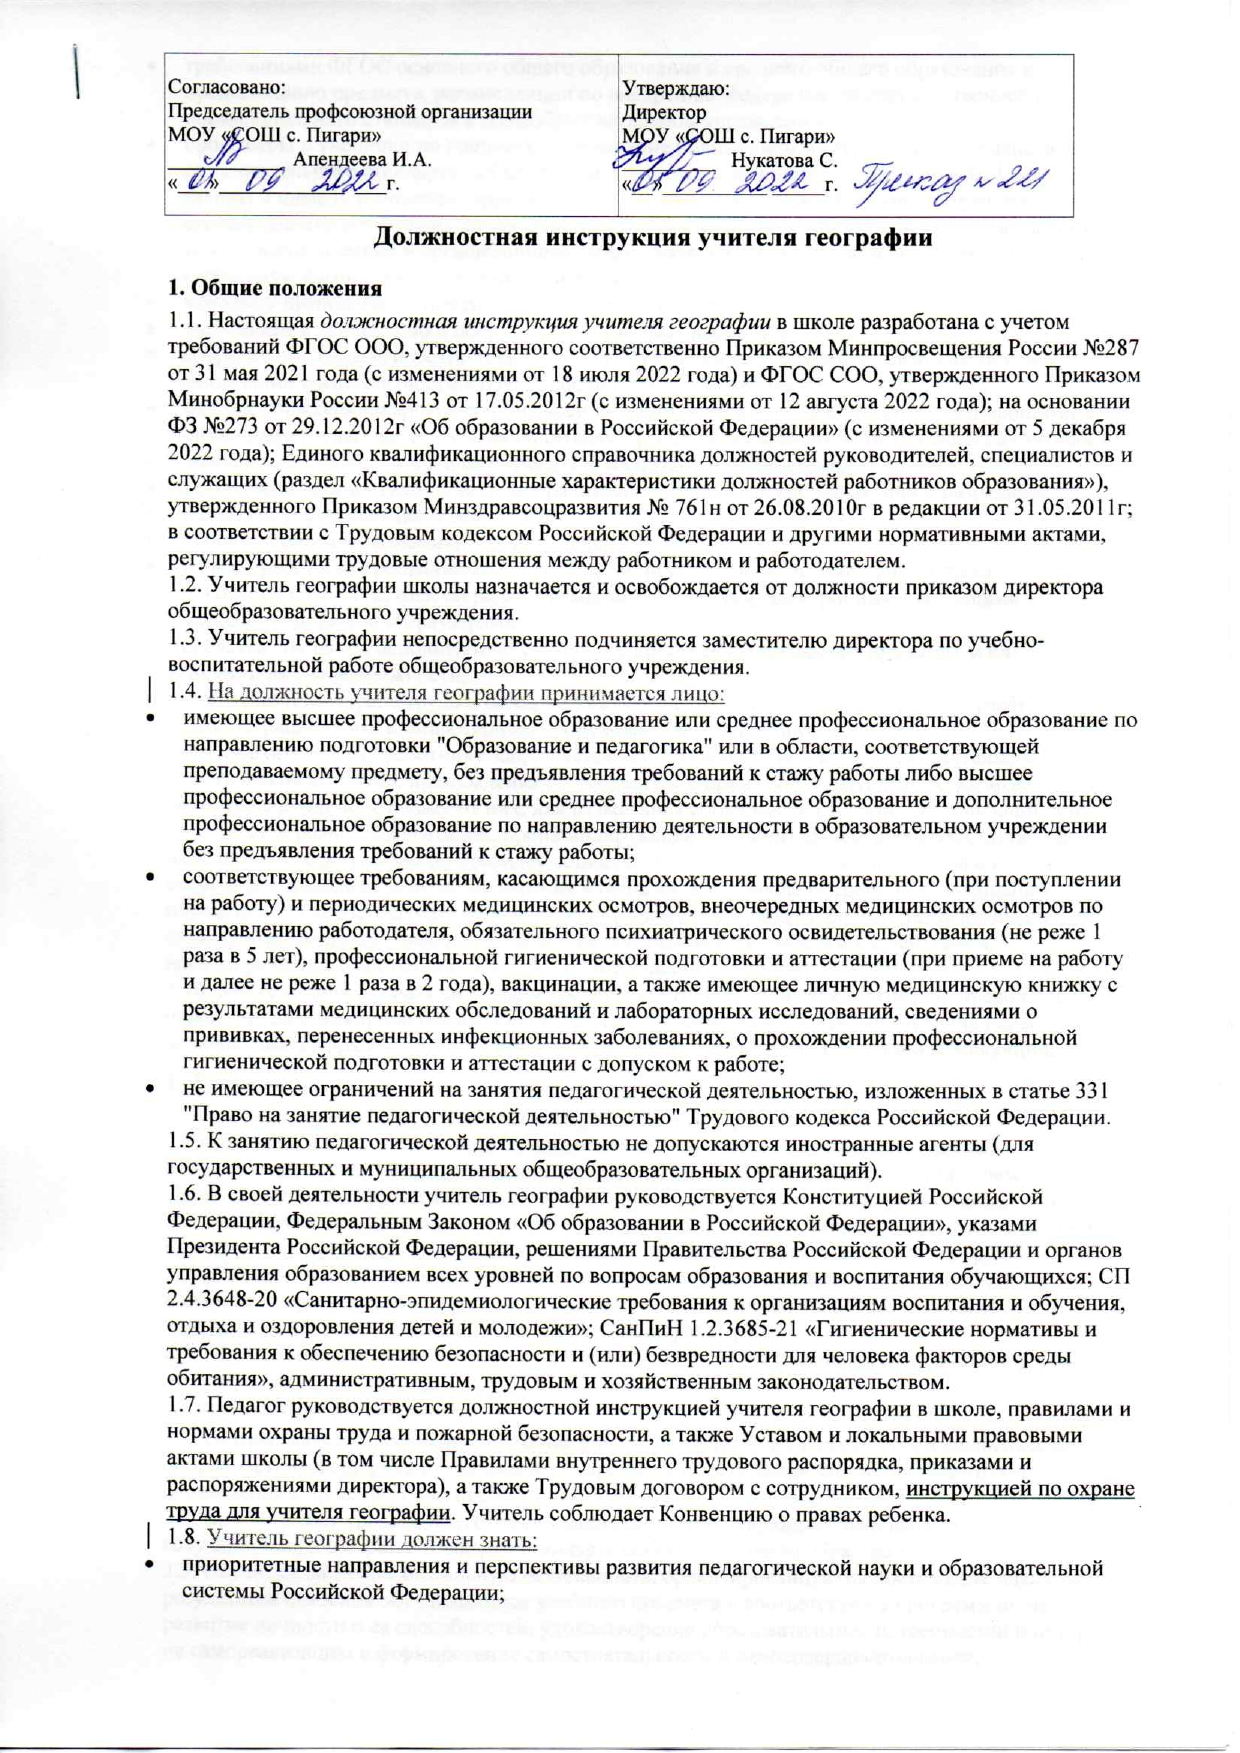 Согласовано:
Председатель профсоюзной организации
МОУ «СОШ с. Пигари»
Апендеева И.А.
« 01» 09 2022 г.
Утверждаю:
Директор
МОУ «СОШ с. Пигари»
Нукатова С.
«01» 09. 2022 г. Приказ № 221
Должностная инструкция учителя географии
1. Общие положения
1.1. Настоящая должностная инструкция учителя географии в школе разработана с учетом
требований ФГОС ООО, утвержденного соответственно Приказом Минпросвещения России №287
от 31 мая 2021 года (с изменениями от 18 июля 2022 года) и ФГОС СОО, утвержденного Приказом
Минобрнауки России №413 от 17.05.2012г (с изменениями от 12 августа 2022 года); на основании
ФЗ №273 от 29.12.2012г «Об образовании в Российской Федерации» (с изменениями от 5 декабря
2022 года); Единого квалификационного справочника должностей руководителей, специалистов и
служащих (раздел «Квалификационные характеристики должностей работников образования»),
утвержденного Приказом Минздравсоцразвития № 761н от 26.08.2010г в редакции от 31.05.2011г;
в соответствии с Трудовым кодексом Российской Федерации и другими нормативными актами,
регулирующими трудовые отношения между работником и работодателем.
1.2. Учитель географии школы назначается и освобождается от должности приказом директора
общеобразовательного учреждения.
1.3. Учитель географии непосредственно подчиняется заместителю директора по учебно-
воспитательной работе общеобразовательного учреждения.
1.4. На должность учителя географии принимается лицо:
• имеющее высшее профессиональное образование или среднее профессиональное образование по
направлению подготовки "Образование и педагогика" или в области, соответствующей
преподаваемому предмету, без предъявления требований к стажу работы либо высшее
профессиональное образование или среднее профессиональное образование и дополнительное
профессиональное образование по направлению деятельности в образовательном учреждении
без предъявления требований к стажу работы;
• соответствующее требованиям, касающимся прохождения предварительного (при поступлении
на работу) и периодических медицинских осмотров, внеочередных медицинских осмотров по
направлению работодателя, обязательного психиатрического освидетельствования (не реже 1
раза в 5 лет), профессиональной гигиенической подготовки и аттестации (при приеме на работу
и далее не реже 1 раза в 2 года), вакцинации, а также имеющее личную медицинскую книжку с
результатами медицинских обследований и лабораторных исследований, сведениями о
прививках, перенесенных инфекционных заболеваниях, о прохождении профессиональной
гигиенической подготовки и аттестации с допуском к работе;
• не имеющее ограничений на занятия педагогической деятельностью, изложенных в статье 331
"Право на занятие педагогической деятельностью" Трудового кодекса Российской Федерации.
1.5. К занятию педагогической деятельностью не допускаются иностранные агенты (для
государственных и муниципальных общеобразовательных организаций).
1.6. В своей деятельности учитель географии руководствуется Конституцией Российской
Федерации, Федеральным Законом «Об образовании в Российской Федерации», указами
Президента Российской Федерации, решениями Правительства Российской Федерации и органов
управления образованием всех уровней по вопросам образования и воспитания обучающихся; СП
2.4.3648-20 «Санитарно-эпидемиологические требования к организациям воспитания и обучения,
отдыха и оздоровления детей и молодежи»; СанПиН 1.2.3685-21 «Гигиенические нормативы и
требования к обеспечению безопасности и (или) безвредности для человека факторов среды
обитания», административным, трудовым и хозяйственным законодательством.
1.7. Педагог руководствуется должностной инструкцией учителя географии в школе, правилами и
нормами охраны труда и пожарной безопасности, а также Уставом и локальными правовыми
актами школы (в том числе Правилами внутреннего трудового распорядка, приказами и
распоряжениями директора), а также Трудовым договором с сотрудником, инструкцией по охране
труда для учителя географии. Учитель соблюдает Конвенцию о правах ребенка.
1.8. Учитель географии должен знать:
• приоритетные направления и перспективы развития педагогической науки и образовательной
системы Российской Федерации;